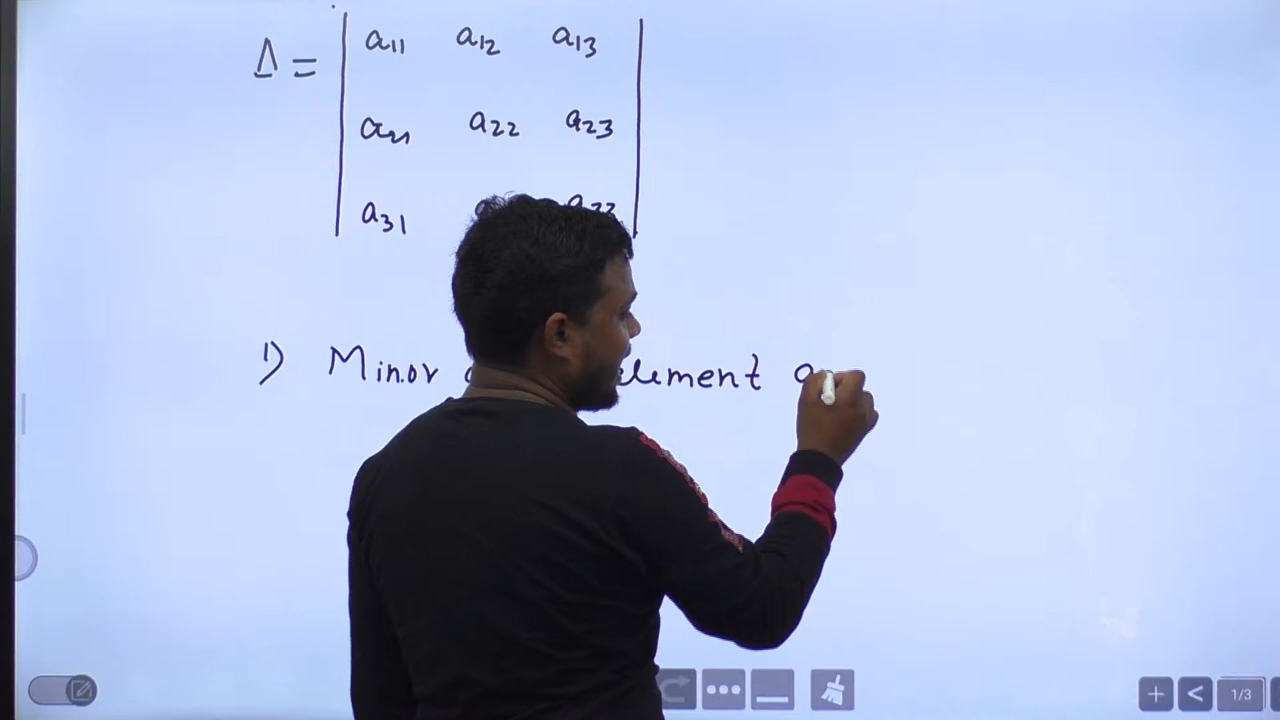 Δ = | a11 a12 a13 |
a21 a22 a23
a31
1) Minor element a
1/3